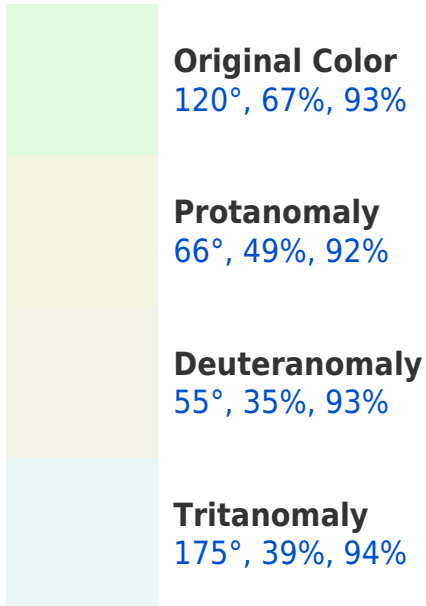 Original Color
120°, 67%, 93%
Protanomaly
66°, 49%, 92%
Deuteranomaly
55°, 35%, 93%
Tritanomaly
175°, 39%, 94%